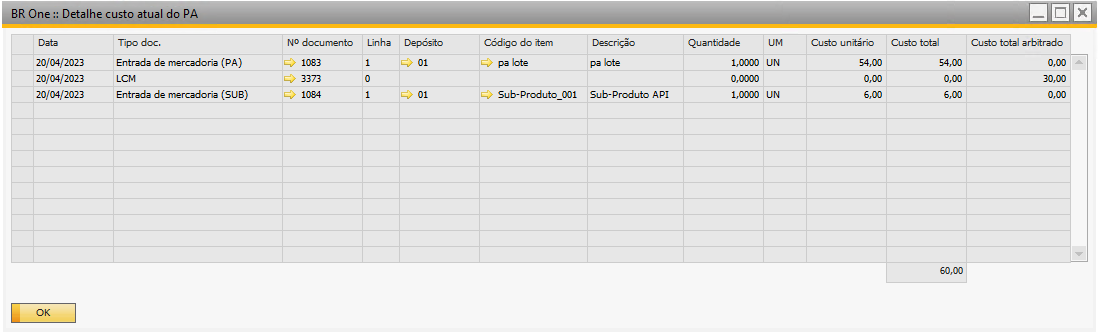 BR One :: Detalhe custo atual do PA
Data Tipo doc. Nº documento Linha Depósito Código do item Descrição Quantidade UM Custo unitário Custo total Custo total arbitrado
20/04/2023 Entrada de mercadoria (PA) 1083 1 01 pa lote pa lote 1,0000 UN 54,00 54,00 0,00
20/04/2023 LCM 3373 0 0,0000 0,00 0,00 30,00
20/04/2023 Entrada de mercadoria (SUB) 1084 1 01 Sub-Produto_001 Sub-Produto API 1,0000 UN 6,00 6,00 0,00
60,00
OK